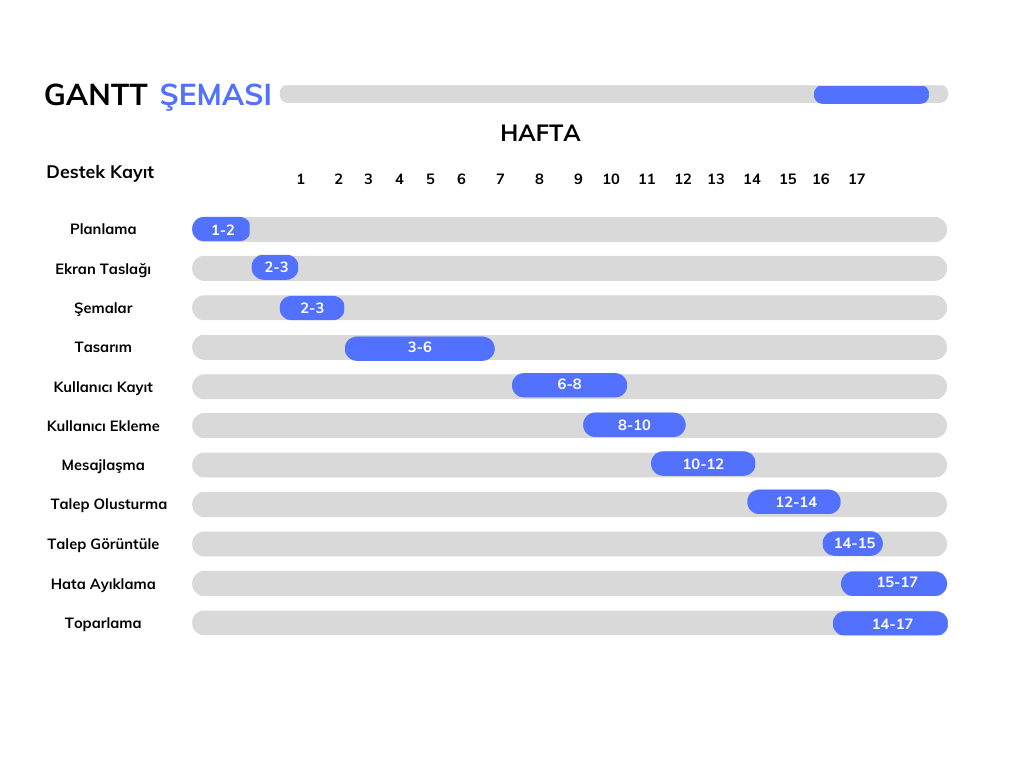 GANTT ŞEMASI
HAFTA
Destek Kayıt
1 2 3 4 5 6 7 8 9 10 11 12 13 14 15 16 17
Planlama 1-2
Ekran Taslağı 2-3
Şemalar 2-3
Tasarım 3-6
Kullanıcı Kayıt 6-8
Kullanıcı Ekleme 8-10
Mesajlaşma 10-12
Talep Olusturma 12-14
Talep Görüntüle 14-15
Hata Ayıklama 15-17
Toparlama 14-17